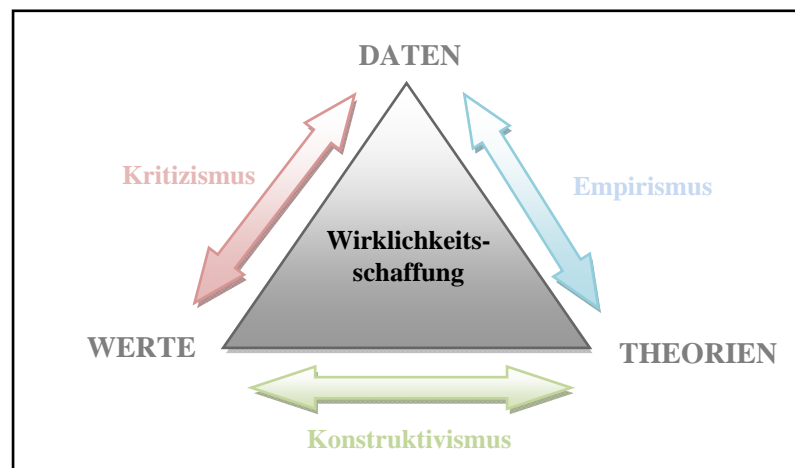 DATEN
Kritizismus
Empirismus
Wirklichkeits-
schaffung
WERTE
THEORIEN
Konstruktivismus